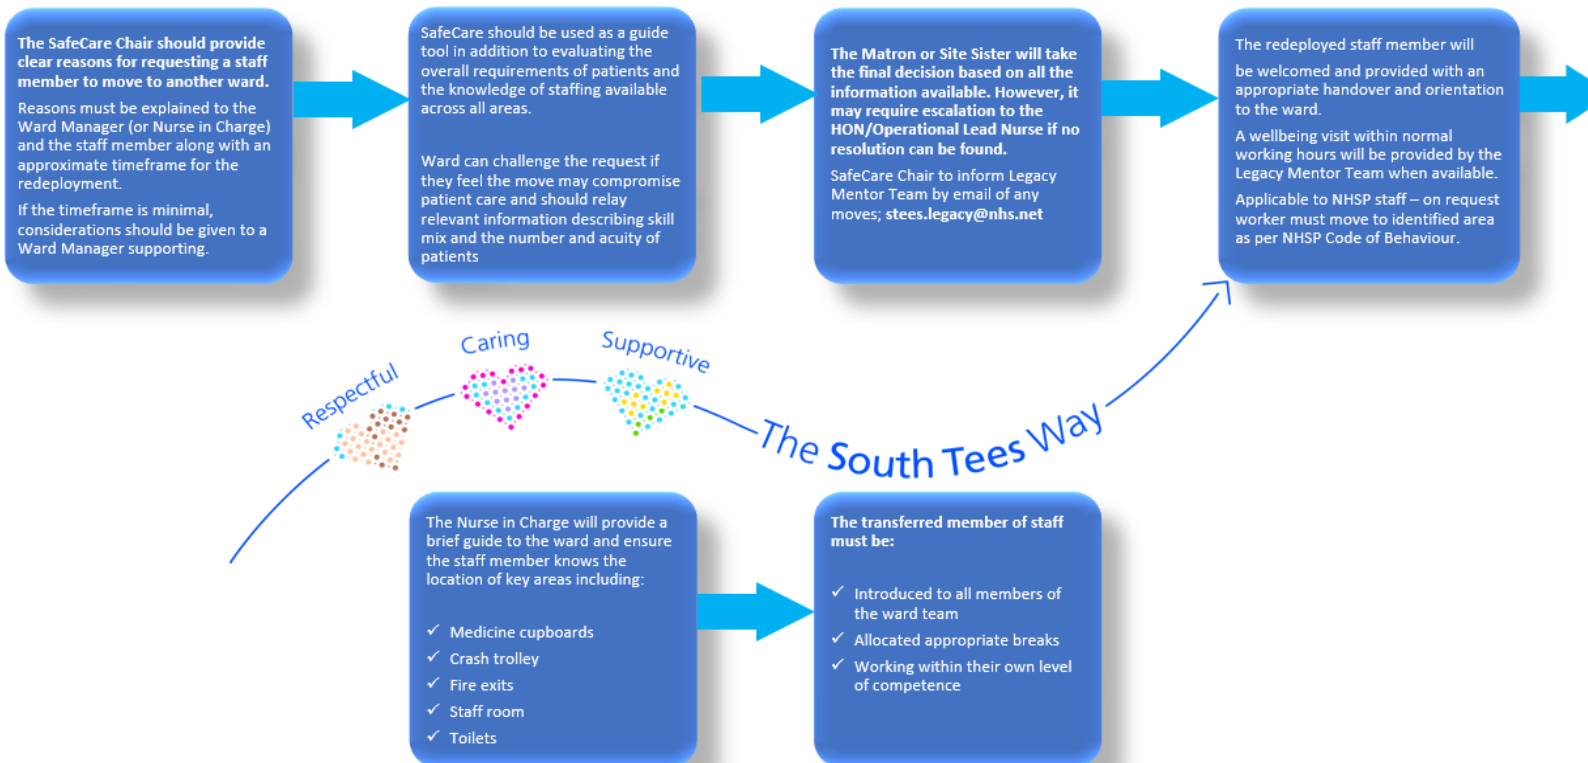 The SafeCare Chair should provide
clear reasons for requesting a staff
member to move to another ward.
Reasons must be explained to the
Ward Manager (or Nurse in Charge)
and the staff member along with an
approximate timeframe for the
redeployment.
If the timeframe is minimal,
considerations should be given to a
Ward Manager supporting.
SafeCare should be used as a guide
tool in addition to evaluating the
overall requirements of patients and
the knowledge of staffing available
across all areas.
Ward can challenge the request if
they feel the move may compromise
patient care and should relay
relevant information describing skill
mix and the number and acuity of
patients
The Matron or Site Sister will take
the final decision based on all the
information available. However, it
may require escalation to the
HON/Operational Lead Nurse if no
resolution can be found.
SafeCare Chair to inform Legacy
Mentor Team by email of any
moves; stees.legacy@nhs.net
The redeployed staff member will
be welcomed and provided with an
appropriate handover and orientation
to the ward.
A wellbeing visit within normal
working hours will be provided by the
Legacy Mentor Team when available.
Applicable to NHSP staff – on request
worker must move to identified area
as per NHSP Code of Behaviour.
Respectful
Caring
Supportive
The South Tees Way
The Nurse in Charge will provide a
brief guide to the ward and ensure
the staff member knows the
location of key areas including:
✓ Medicine cupboards
✓ Crash trolley
✓ Fire exits
✓ Staff room
✓ Toilets
The transferred member of staff
must be:
✓ Introduced to all members of
the ward team
✓ Allocated appropriate breaks
✓ Working within their own level
of competence